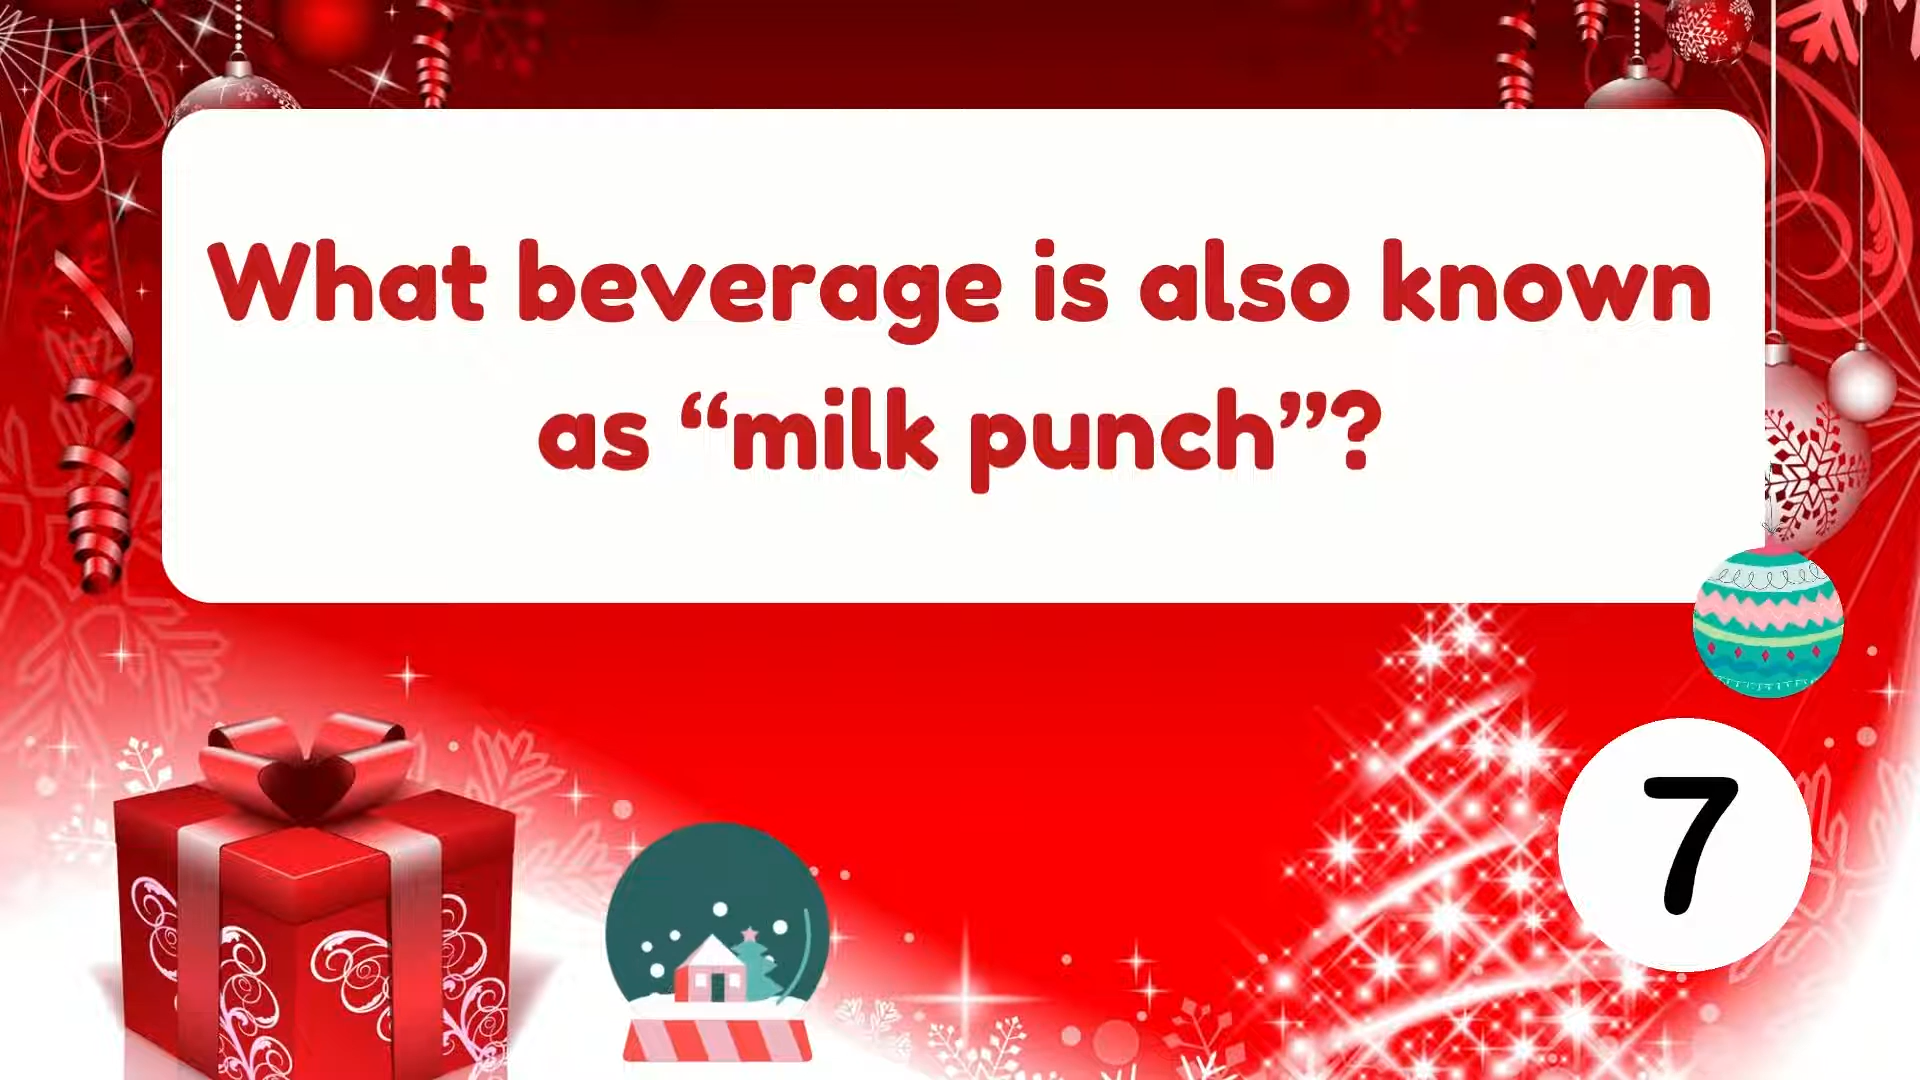 What beverage is also known
as “milk punch”?
7